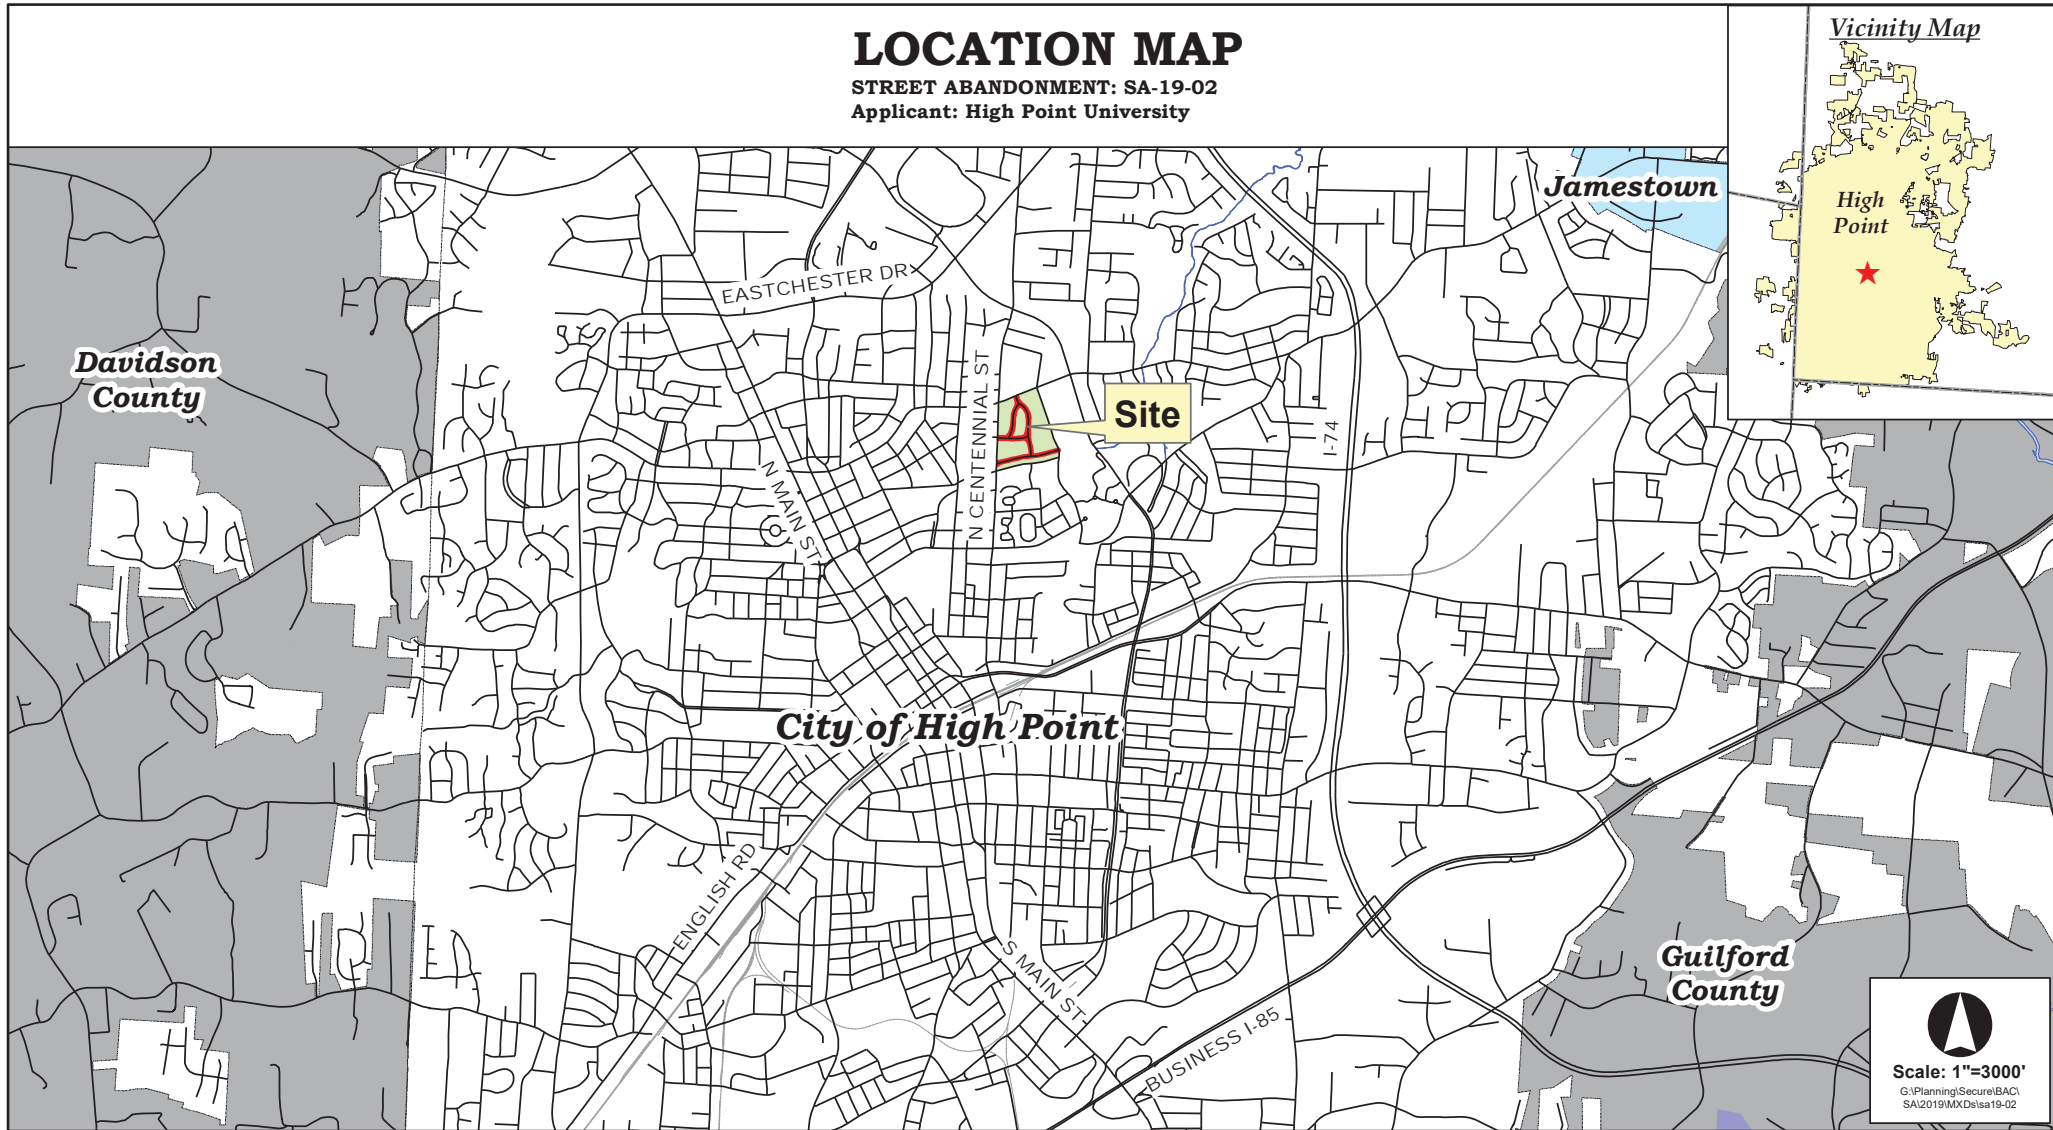 LOCATION MAP
STREET ABANDONMENT: SA-19-02
Applicant: High Point University
Vicinity Map
High
Point
Jamestown
EASTCHESTER DR
Davidson
County
N CENTENNIAL ST
Site
I-74
N MAIN ST
City of High Point
ENGLISH RD
S MAIN ST
BUSINESS I-85
Guilford
County
Scale: 1"=3000'
G:\Planning\Secure\BAC\
SA\2019\MXDs\sa19-02